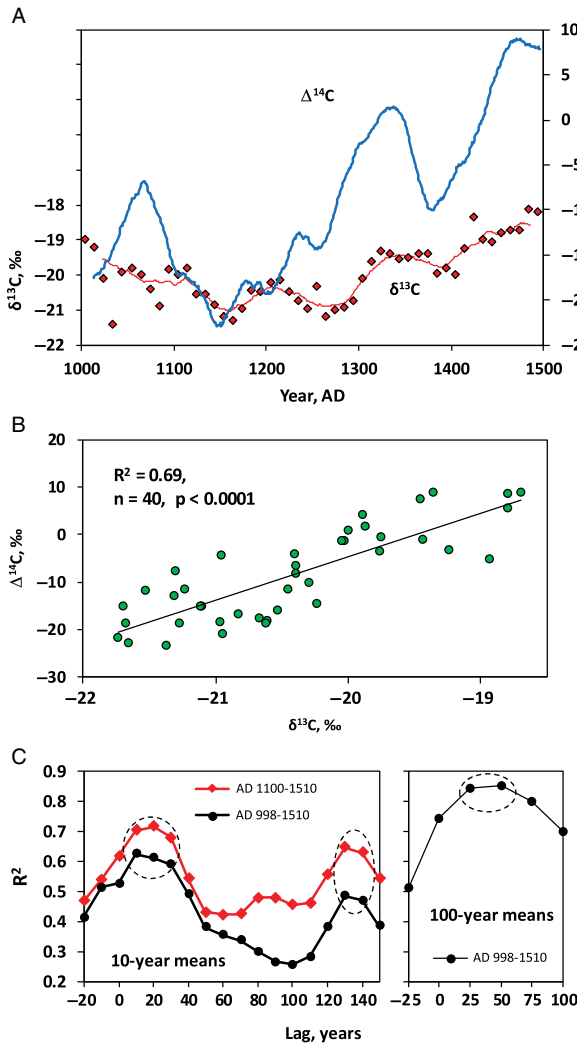 A
10
5
Δ¹⁴C
0
−5
−18
−1
−19
−1
−20
δ¹³C
−2
−21
−22
−2
δ¹³C, ‰
1000 1100 1200 1300 1400 1500
Year, AD
B
20
R² = 0.69,
10
n = 40, p < 0.0001
0
−10
−20
−30
Δ¹⁴C, ‰
−22 −21 −20 −19
δ¹³C, ‰
C
0.9
AD 1100-1510
0.8
AD 998-1510
0.7
0.6
0.5
0.4
0.3
0.2
R²
10-year means
−20 0 20 40 60 80 100 120 140
100-year means
AD 998-1510
−25 0 25 50 75 100
Lag, years